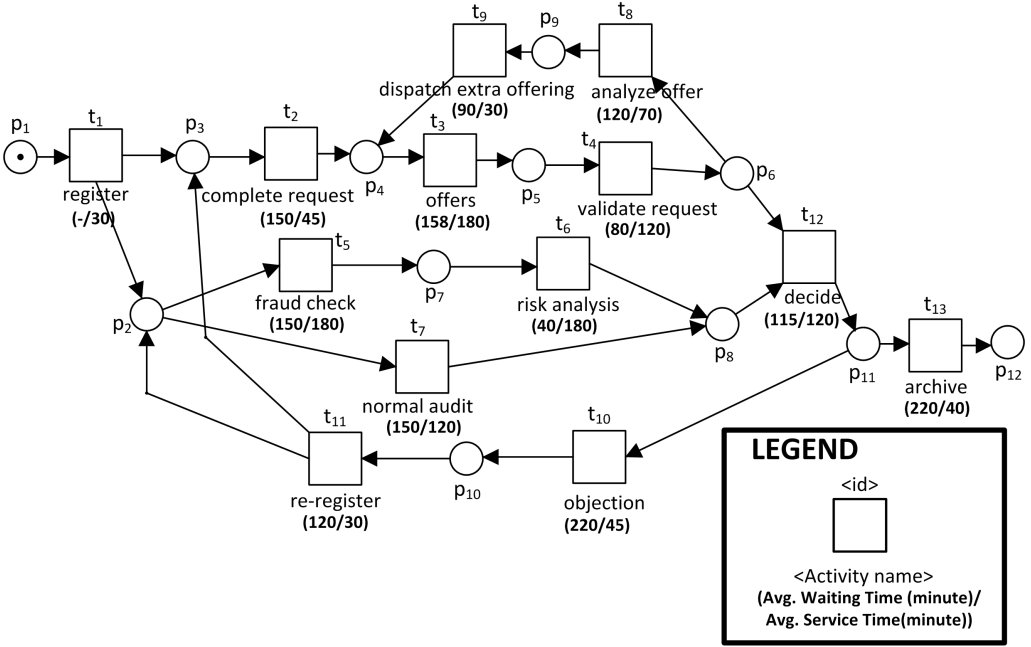 t9
p9
t8
dispatch extra offering
(90/30)
analyze offer
(120/70)
p1
t1
register
(-/30)
p3
t2
complete request
(150/45)
p4
t3
offers
(158/180)
p5
t4
validate request
(80/120)
p6
t12
decide
(115/120)
p2
t5
fraud check
(150/180)
p7
t6
risk analysis
(40/180)
t7
normal audit
(150/120)
p8
p11
t13
archive
(220/40)
p12
t11
re-register
(120/30)
p10
t10
objection
(220/45)
LEGEND
<id>
<Activity name>
(Avg. Waiting Time (minute)/
Avg. Service Time(minute))